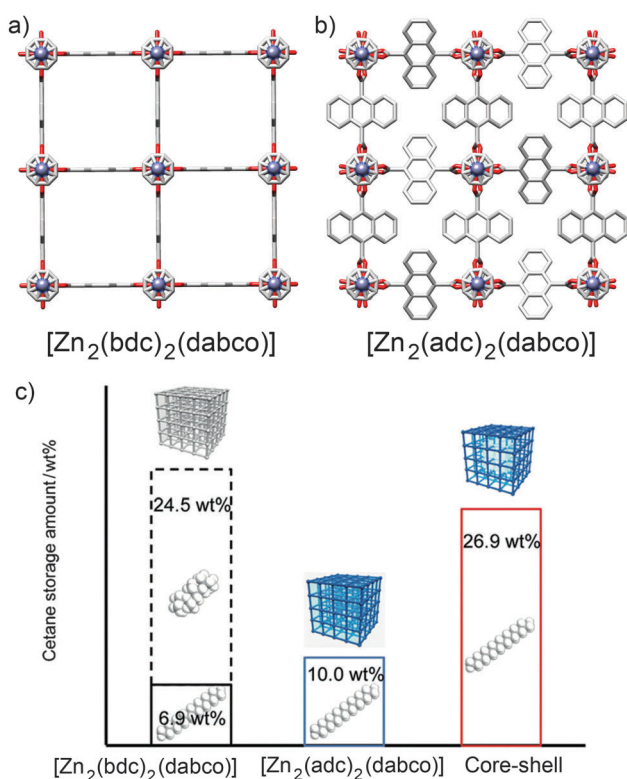 a)
b)
[Zn2(bdc)2(dabco)]
[Zn2(adc)2(dabco)]
c)
Cetane storage amount/wt%
24.5 wt%
6.9 wt%
10.0 wt%
26.9 wt%
[Zn2(bdc)2(dabco)]
[Zn2(adc)2(dabco)]
Core-shell